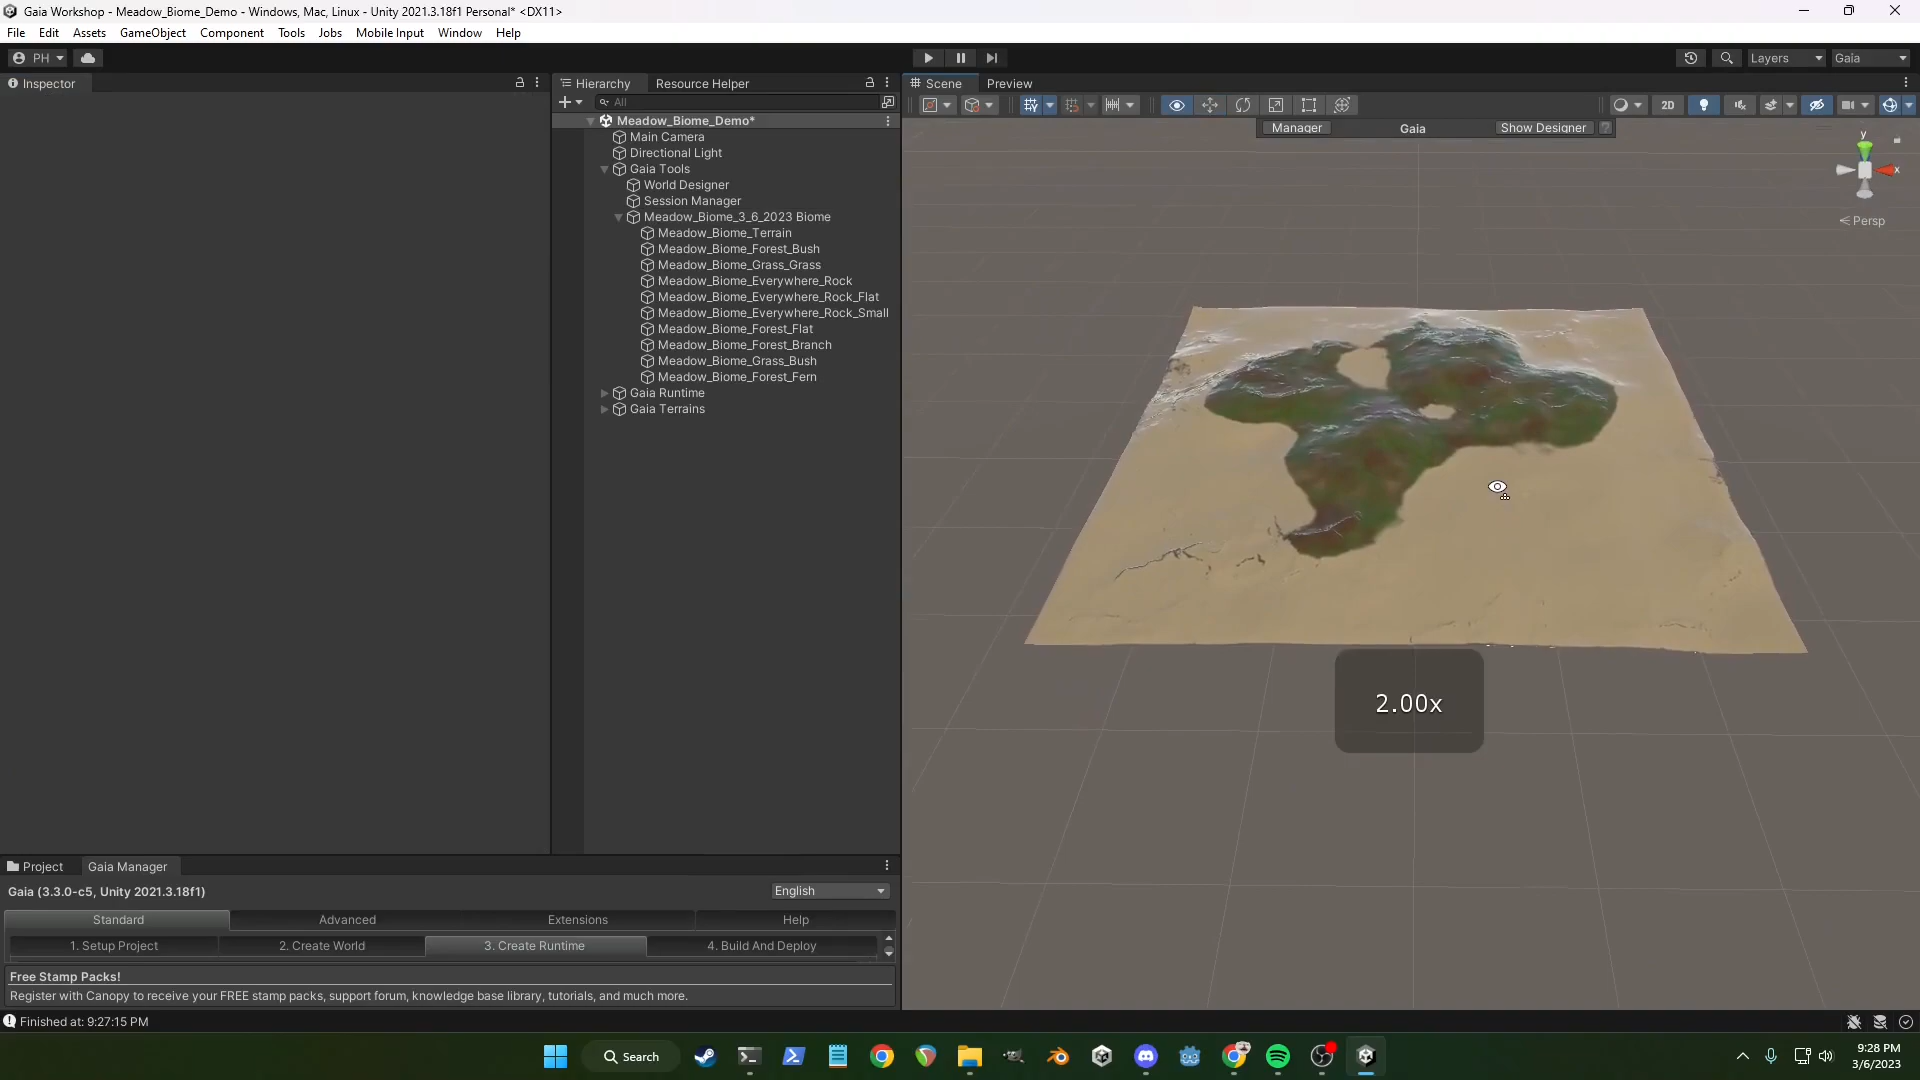 Gaia Workshop - Meadow_Biome_Demo - Windows, Mac, Linux - Unity 2021.3.18f1 Personal* <DX11>
File Edit Assets GameObject Component Tools Jobs Mobile Input Window Help
PH Layers Gaia
Inspector Hierarchy Resource Helper Scene Preview
All 2D
Manager Gaia Show Designer ?
Meadow_Biome_Demo*
Main Camera
Directional Light
Gaia Tools
World Designer
Session Manager
Meadow_Biome_3_6_2023 Biome
Meadow_Biome_Terrain
Meadow_Biome_Forest_Bush
Meadow_Biome_Grass_Grass
Meadow_Biome_Everywhere_Rock
Meadow_Biome_Everywhere_Rock_Flat
Meadow_Biome_Everywhere_Rock_Small
Meadow_Biome_Forest_Flat
Meadow_Biome_Forest_Branch
Meadow_Biome_Grass_Bush
Meadow_Biome_Forest_Fern
Gaia Runtime
Gaia Terrains
y
x
< Persp
2.00x
Project Gaia Manager
Gaia (3.3.0-c5, Unity 2021.3.18f1) English
Standard Advanced Extensions Help
1. Setup Project 2. Create World 3. Create Runtime 4. Build And Deploy
Free Stamp Packs!
Register with Canopy to receive your FREE stamp packs, support forum, knowledge base library, tutorials, and much more.
Finished at: 9:27:15 PM
Search
9:28 PM
3/6/2023